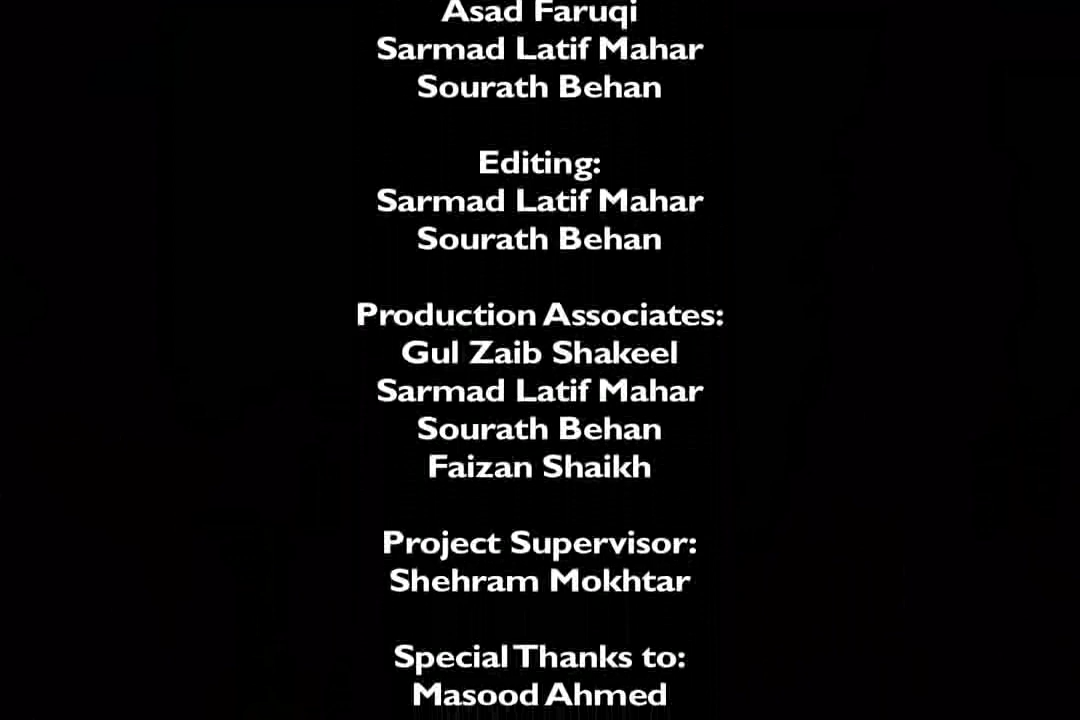 Asad Faruqi
Sarmad Latif Mahar
Sourath Behan
Editing:
Sarmad Latif Mahar
Sourath Behan
Production Associates:
Gul Zaib Shakeel
Sarmad Latif Mahar
Sourath Behan
Faizan Shaikh
Project Supervisor:
Shehram Mokhtar
Special Thanks to:
Masood Ahmed